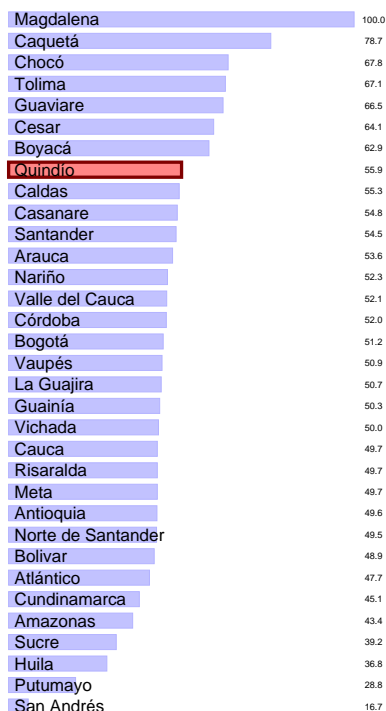 Magdalena 100.0
Caquetá 78.7
Chocó 67.8
Tolima 67.1
Guaviare 66.5
Cesar 64.1
Boyacá 62.9
Quindío 55.9
Caldas 55.3
Casanare 54.8
Santander 54.5
Arauca 53.6
Nariño 52.3
Valle del Cauca 52.1
Córdoba 52.0
Bogotá 51.2
Vaupés 50.9
La Guajira 50.7
Guainía 50.3
Vichada 50.0
Cauca 49.7
Risaralda 49.7
Meta 49.7
Antioquia 49.6
Norte de Santander 49.5
Bolivar 48.9
Atlántico 47.7
Cundinamarca 45.1
Amazonas 43.4
Sucre 39.2
Huila 36.8
Putumayo 28.8
San Andrés 16.7